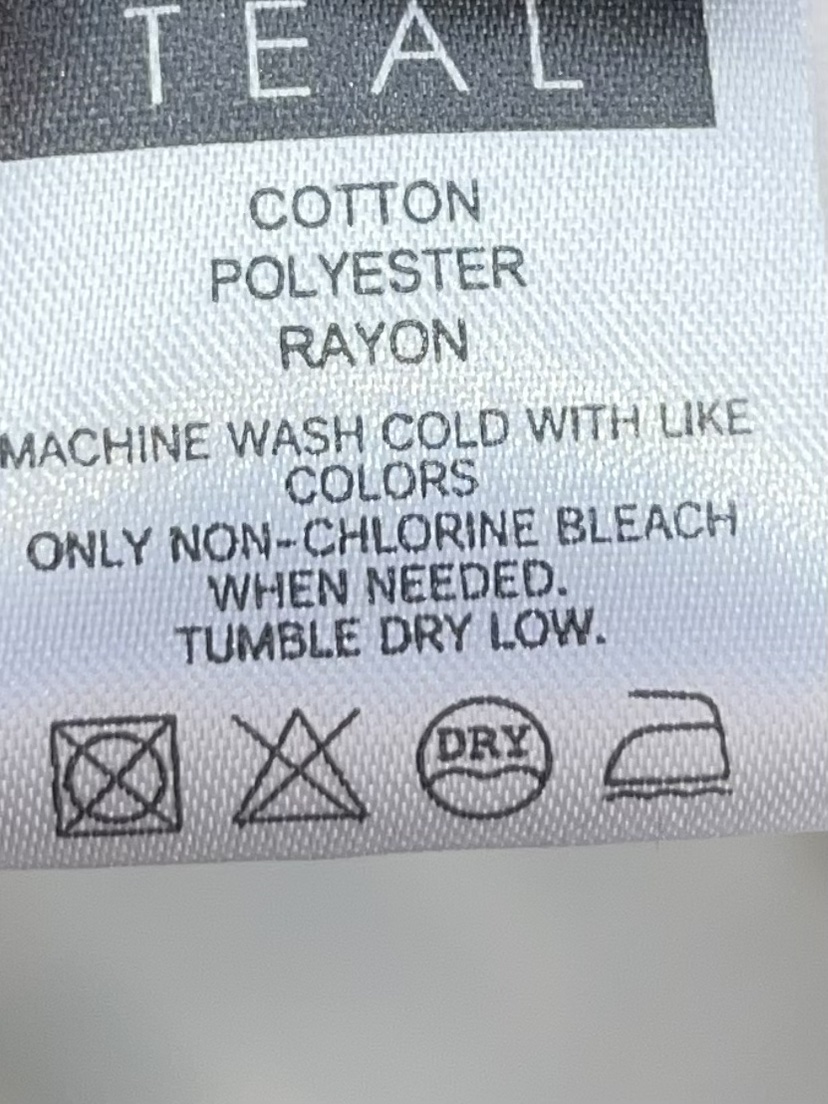 TEAL
COTTON
POLYESTER
RAYON
MACHINE WASH COLD WITH LIKE
COLORS
ONLY NON-CHLORINE BLEACH
WHEN NEEDED.
TUMBLE DRY LOW.
DRY